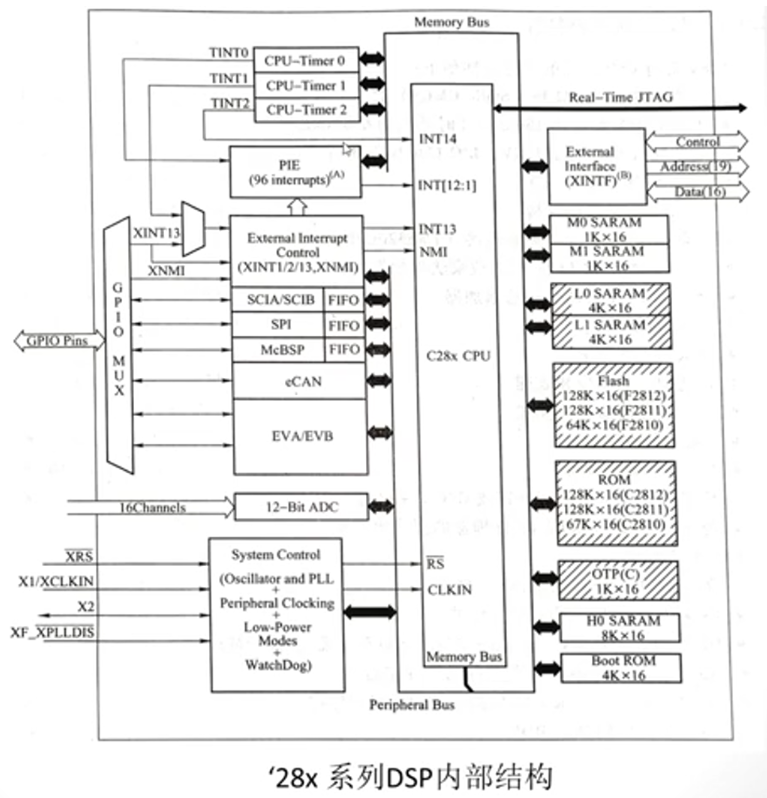 Memory Bus
TINT0
CPU-Timer 0
TINT1
CPU-Timer 1
TINT2
CPU-Timer 2
Real-Time JTAG
INT14
PIE
(96 interrupts)(A)
INT[12:1]
External
Interface
(XINTF)(B)
Control
Address(19)
Data(16)
XINT13
External Interrupt
Control
(XINT1/2/13,XNMI)
INT13
NMI
M0 SARAM
1K×16
M1 SARAM
1K×16
XNMI
GPIO MUX
SCIA/SCIB
FIFO
SPI
FIFO
McBSP
FIFO
eCAN
EVA/EVB
GPIO Pins
C28x CPU
L0 SARAM
4K×16
L1 SARAM
4K×16
Flash
128K×16(F2812)
128K×16(F2811)
64K×16(F2810)
ROM
128K×16(C2812)
128K×16(C2811)
67K×16(C2810)
16Channels
12-Bit ADC
XRS
X1/XCLKIN
X2
XF_XPLLDIS
System Control
(Oscillator and PLL
+
Peripheral Clocking
+
Low-Power
Modes
+
WatchDog)
RS
CLKIN
OTP(C)
1K×16
H0 SARAM
8K×16
Boot ROM
4K×16
Memory Bus
Peripheral Bus
‘28x 系列DSP内部结构